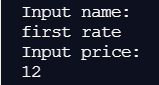 Input name:
first rate
Input price:
12